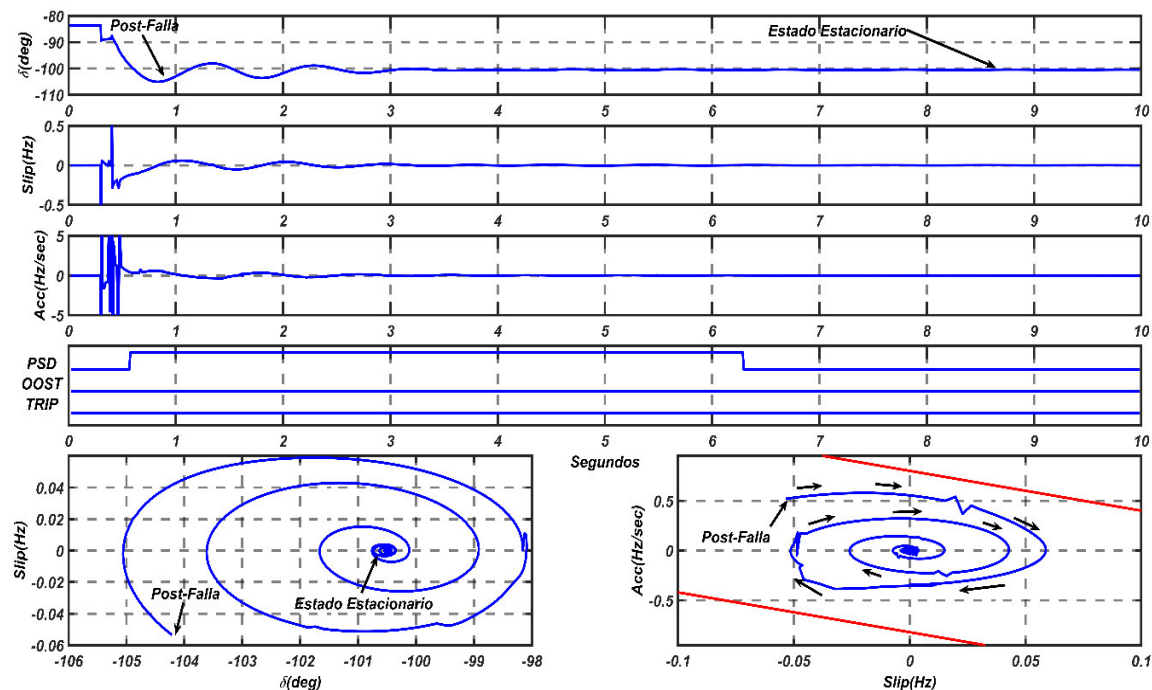 -80
-90
-100
-110
δ(deg)
Post-Falla
Estado Estacionario
0 1 2 3 4 5 6 7 8 9 10
0.5
0
-0.5
Slip(Hz)
0 1 2 3 4 5 6 7 8 9 10
5
0
-5
Acc(Hz/sec)
0 1 2 3 4 5 6 7 8 9 10
PSD
OOST
TRIP
0 1 2 3 4 5 6 7 8 9 10
Segundos
0.04
0.02
0
-0.02
-0.04
-0.06
Slip(Hz)
Post-Falla
Estado Estacionario
-106 -105 -104 -103 -102 -101 -100 -99 -98
δ(deg)
0.5
0
-0.5
Acc(Hz/sec)
Post-Falla
-0.1 -0.05 0 0.05 0.1
Slip(Hz)